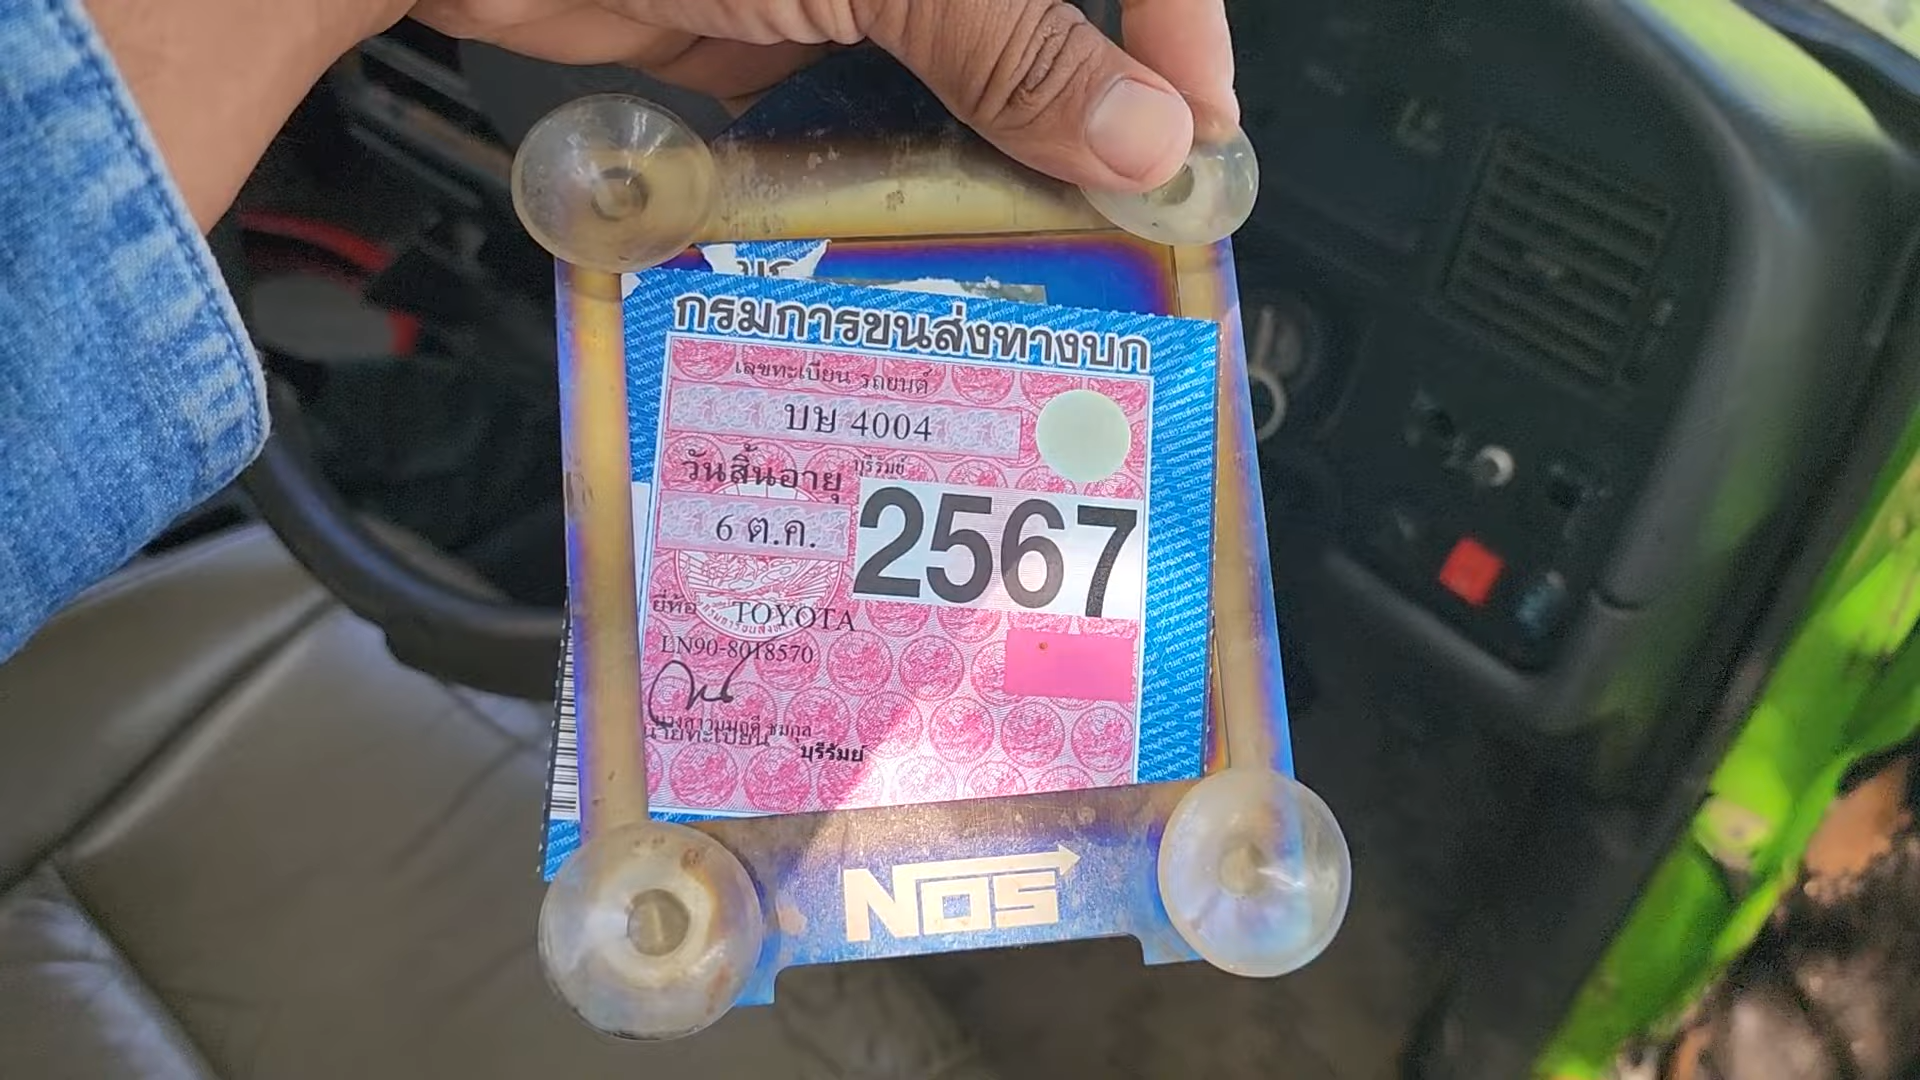 กรมการขนส่งทางบก
เลขทะเบียน รถยนต์
บษ 4004
บุรีรัมย์
วันสิ้นอายุ
6 ต.ค.
2567
ยี่ห้อ TOYOTA
LN90-8018570
นายทะเบียน
บุรีรัมย์
NOS